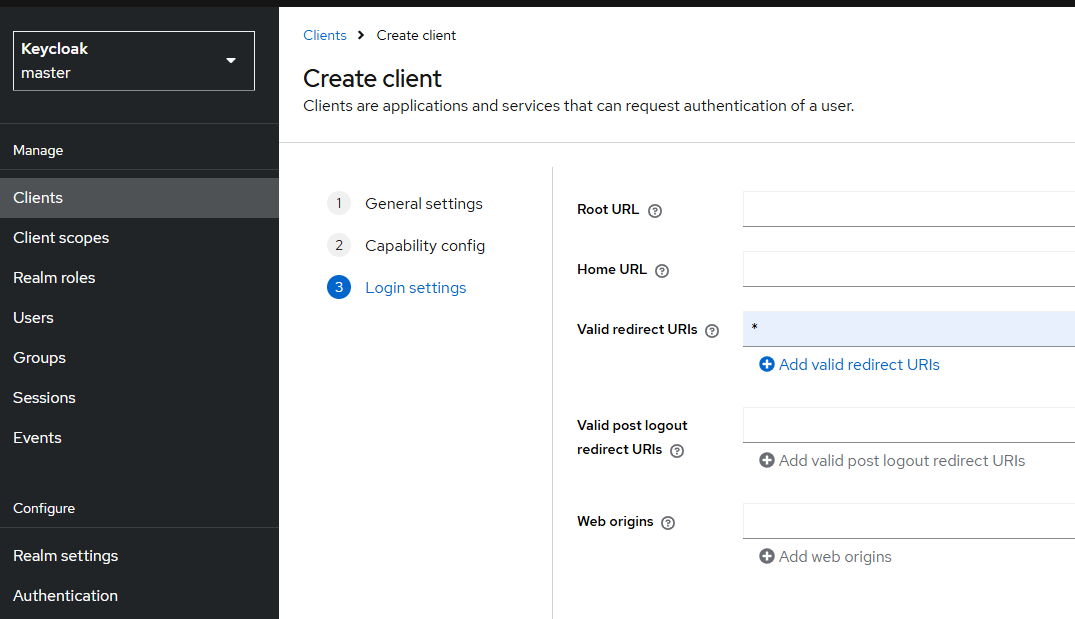 Keycloak
master
Manage
Clients
Client scopes
Realm roles
Users
Groups
Sessions
Events
Configure
Realm settings
Authentication
Clients > Create client
Create client
Clients are applications and services that can request authentication of a user.
1 General settings
2 Capability config
3 Login settings
Root URL ?
Home URL ?
Valid redirect URIs ? *
+ Add valid redirect URIs
Valid post logout
redirect URIs ?
+ Add valid post logout redirect URIs
Web origins ?
+ Add web origins